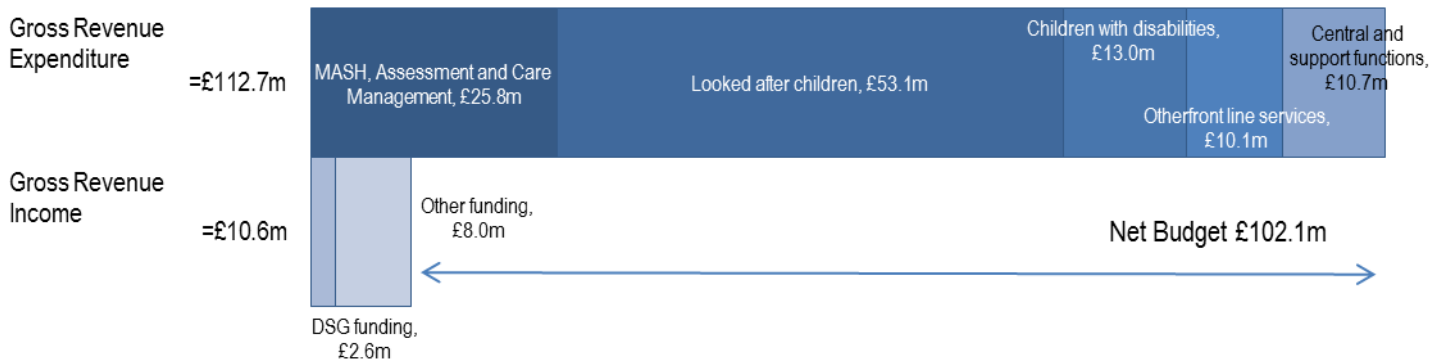 Gross Revenue
Expenditure
=£112.7m
MASH, Assessment and Care
Management, £25.8m
Looked after children, £53.1m
Children with disabilities,
£13.0m
Otherfront line services,
£10.1m
Central and
support functions,
£10.7m
Gross Revenue
Income
=£10.6m
Other funding,
£8.0m
Net Budget £102.1m
DSG funding,
£2.6m